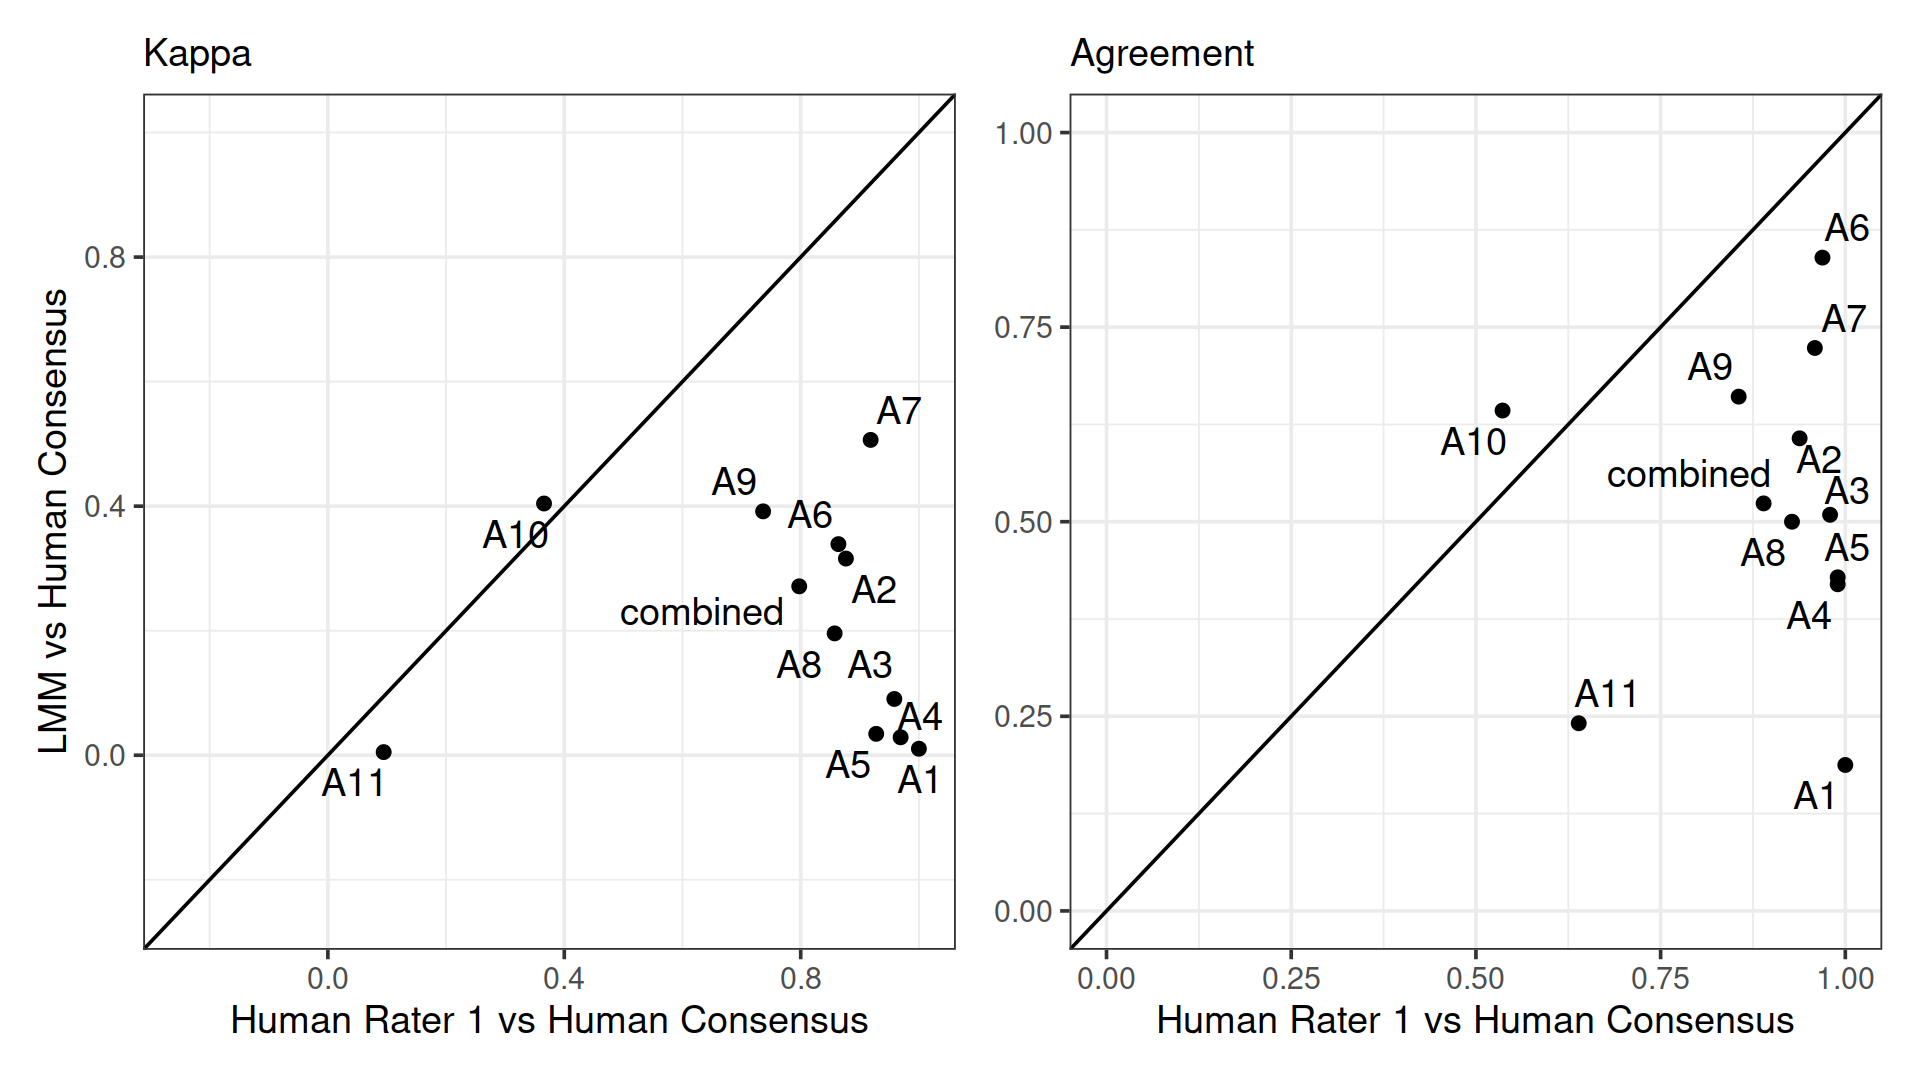 Kappa
LMM vs Human Consensus
0.8
0.4
0.0
A7
A9
A6
A10
A2
combined
A8
A3
A4
A5
A1
A11
0.0
0.4
0.8
Human Rater 1 vs Human Consensus
Agreement
1.00
0.75
0.50
0.25
0.00
A6
A7
A9
A10
A2
combined
A3
A8
A5
A4
A11
A1
0.00
0.25
0.50
0.75
1.00
Human Rater 1 vs Human Consensus